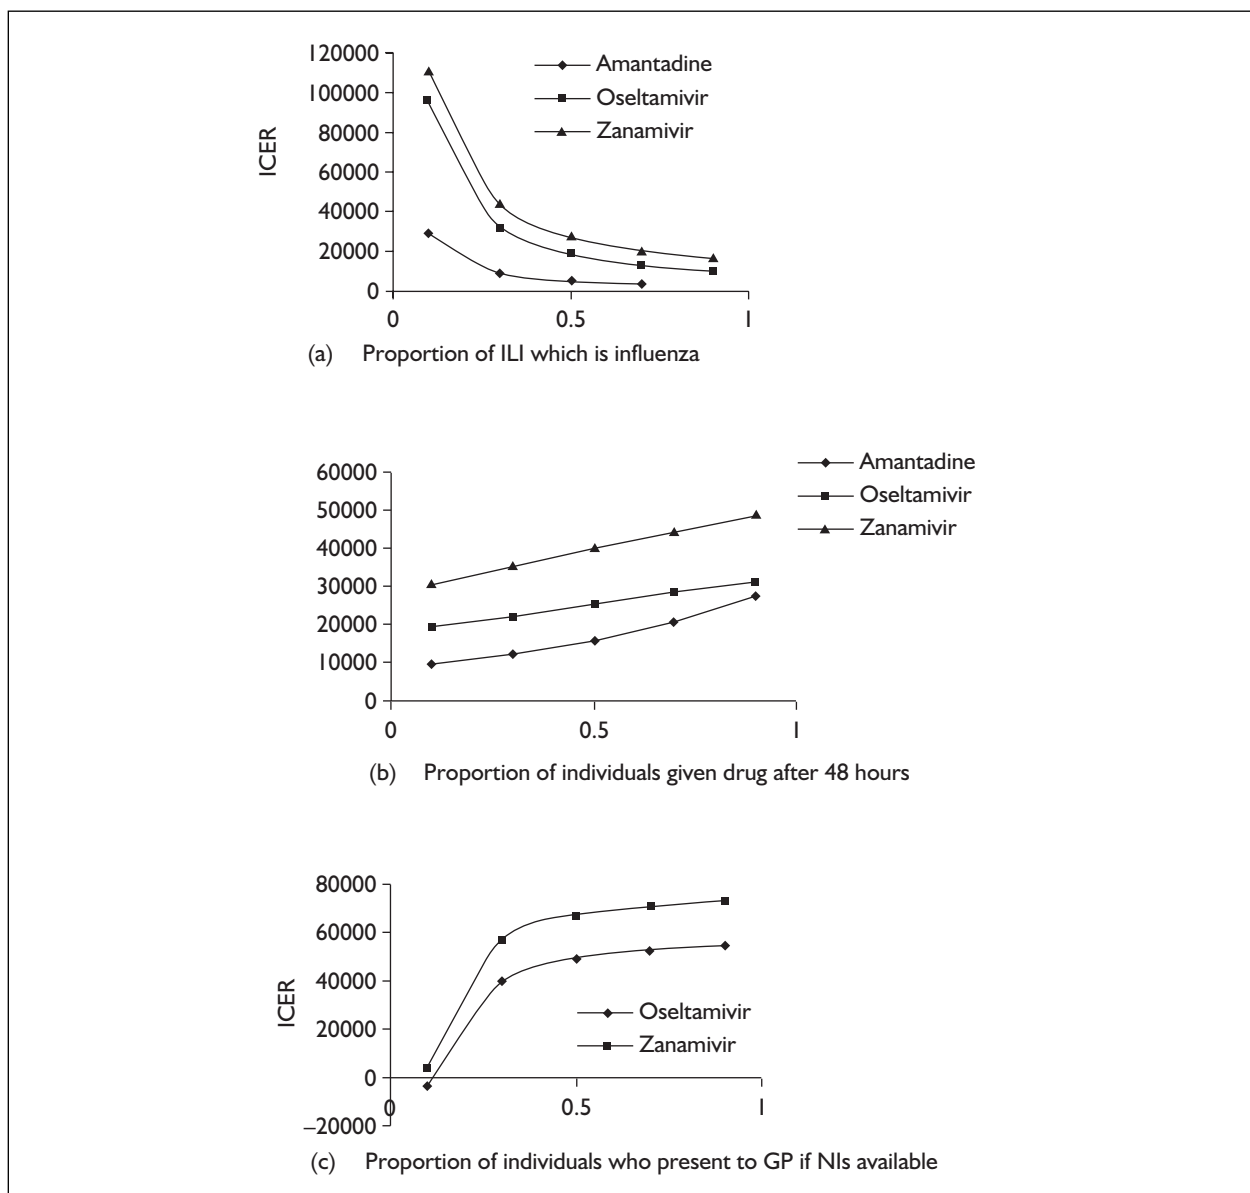 120000
100000
80000
60000
40000
20000
0
ICER
Amantadine
Oseltamivir
Zanamivir
0 0.5 1
(a) Proportion of ILI which is influenza
60000
50000
40000
30000
20000
10000
0
Amantadine
Oseltamivir
Zanamivir
0 0.5 1
(b) Proportion of individuals given drug after 48 hours
80000
60000
40000
20000
0
–20000
ICER
Oseltamivir
Zanamivir
0 0.5 1
(c) Proportion of individuals who present to GP if NIs available